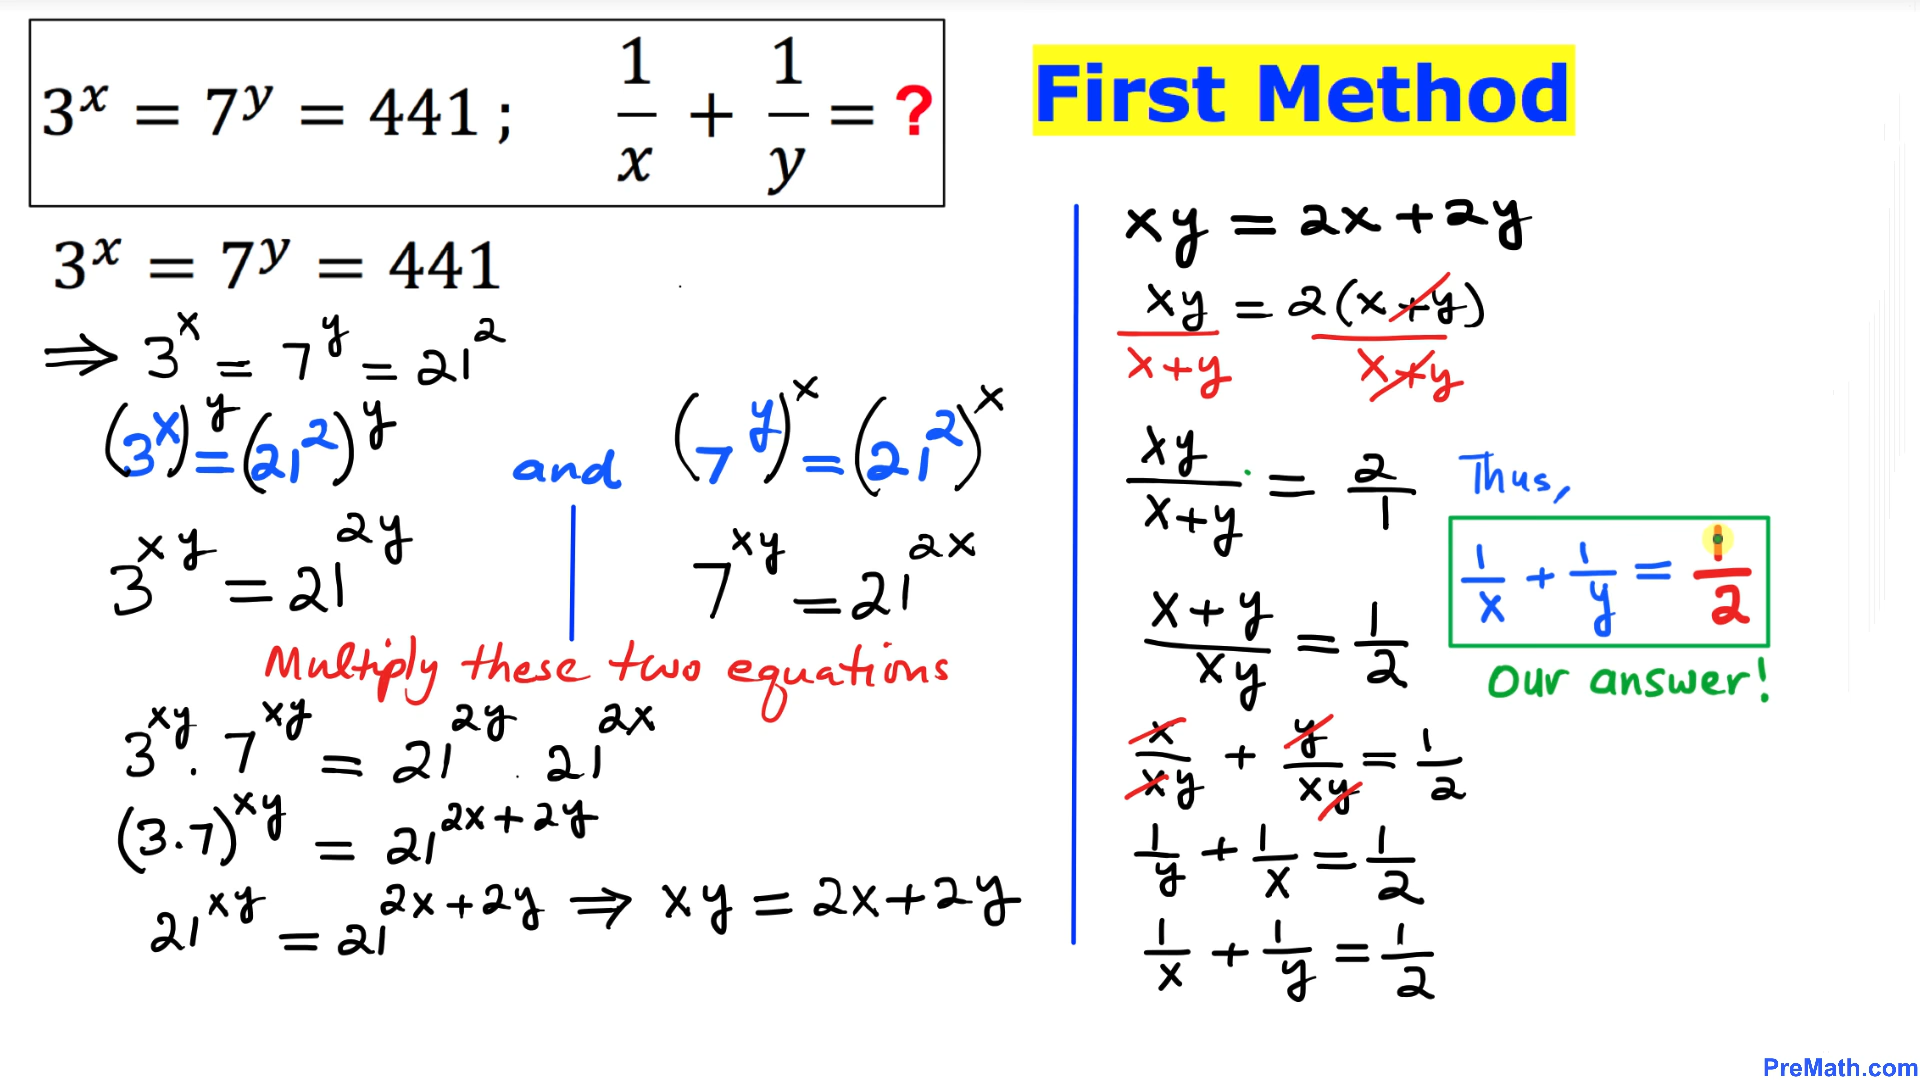 3^x = 7^y = 441 ; 1/x + 1/y = ?
First Method
3^x = 7^y = 441
⇒ 3^x = 7^y = 21^2
(3^x)^y = (21^2)^y and (7^y)^x = (21^2)^x
3^xy = 21^2y 7^xy = 21^2x
Multiply these two equations
3^xy . 7^xy = 21^2y . 21^2x
(3.7)^xy = 21^2x+2y
21^xy = 21^2x+2y ⇒ xy = 2x+2y
xy = 2x+2y
xy/x+y = 2(x+y)/x+y
xy/x+y = 2/1
x+y/xy = 1/2
x/xy + y/xy = 1/2
1/y + 1/x = 1/2
1/x + 1/y = 1/2
Thus,
1/x + 1/y = 1/2
Our answer!
PreMath.com